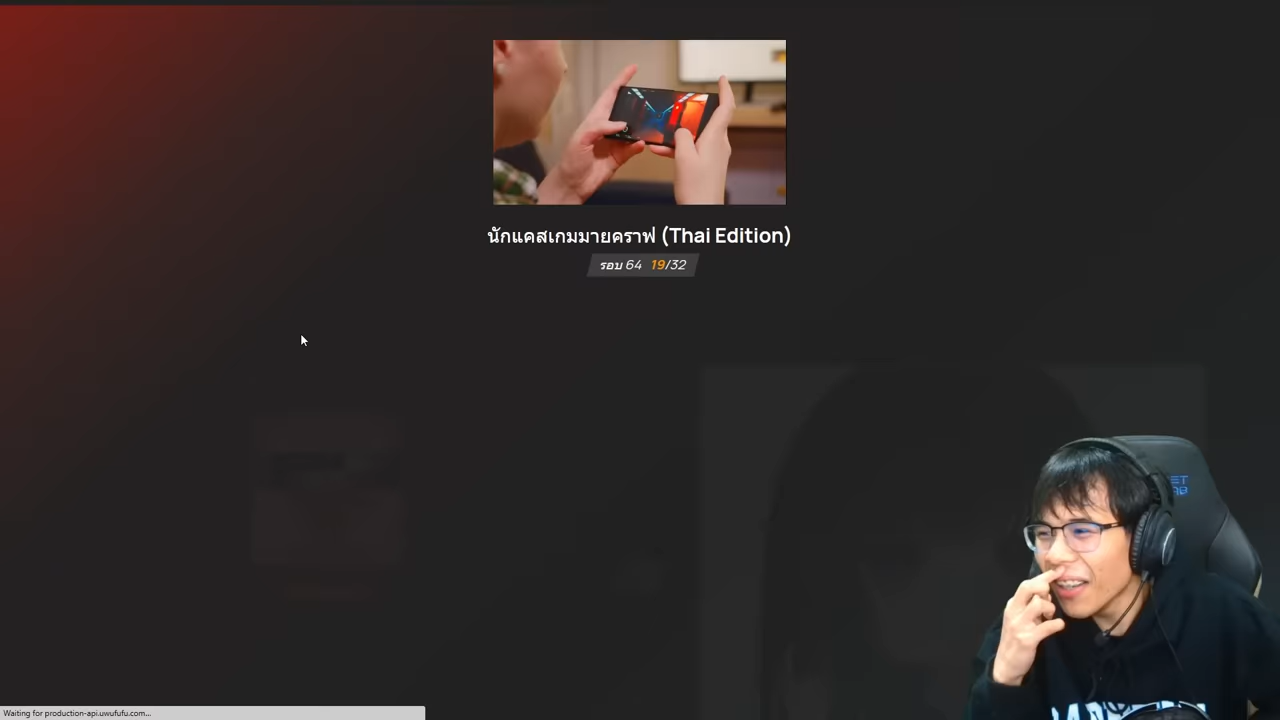 นักแคสเกมมายคราฟ (Thai Edition)
รอบ 64 19/32
Waiting for production-api.uwufufu.com...